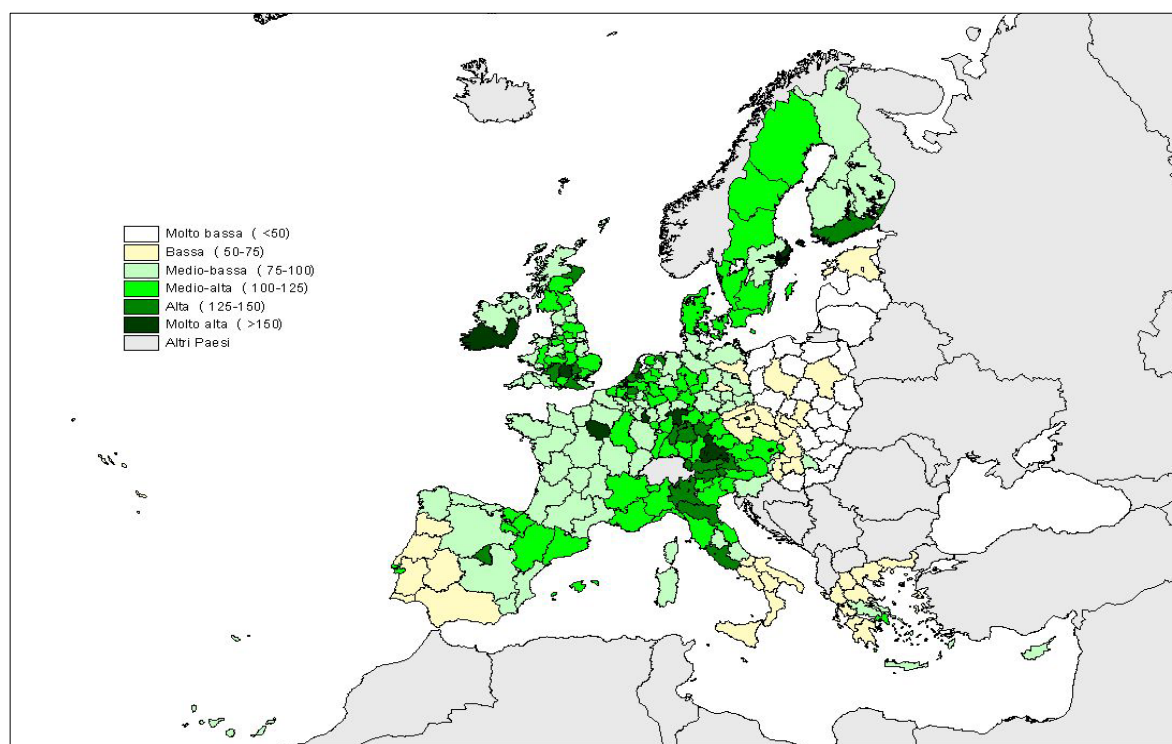 Molto bassa ( <50)
Bassa ( 50-75)
Medio-bassa ( 75-100)
Medio-alta ( 100-125)
Alta ( 125-150)
Molto alta ( >150)
Altri Paesi